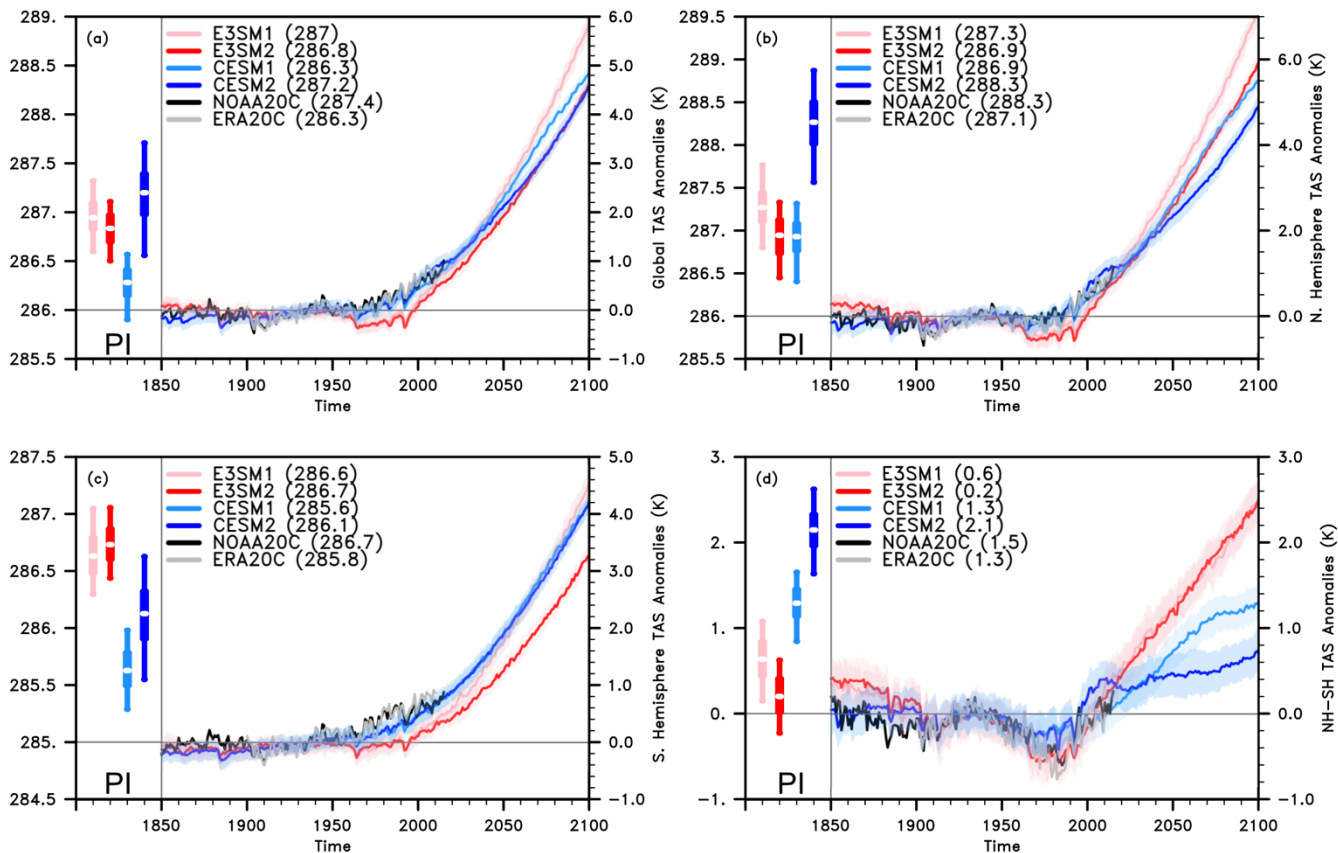 289.
288.5
288.
287.5
287.
286.5
286.
285.5
(a)
E3SM1 (287)
E3SM2 (286.8)
CESM1 (286.3)
CESM2 (287.2)
NOAA20C (287.4)
ERA20C (286.3)
PI
6.0
5.0
4.0
3.0
2.0
1.0
0.0
-1.0
Global TAS Anomalies (K)
1850 1900 1950 2000 2050 2100
Time
289.5
289.
288.5
288.
287.5
287.
286.5
286.
285.5
(b)
E3SM1 (287.3)
E3SM2 (286.9)
CESM1 (286.9)
CESM2 (288.3)
NOAA20C (288.3)
ERA20C (287.1)
PI
6.0
4.0
2.0
0.0
N. Hemisphere TAS Anomalies (K)
1850 1900 1950 2000 2050 2100
Time
287.5
287.
286.5
286.
285.5
285.
284.5
(c)
E3SM1 (286.6)
E3SM2 (286.7)
CESM1 (285.6)
CESM2 (286.1)
NOAA20C (286.7)
ERA20C (285.8)
PI
5.0
4.0
3.0
2.0
1.0
0.0
-1.0
S. Hemisphere TAS Anomalies (K)
1850 1900 1950 2000 2050 2100
Time
3.
2.
1.
0.
-1.
(d)
E3SM1 (0.6)
E3SM2 (0.2)
CESM1 (1.3)
CESM2 (2.1)
NOAA20C (1.5)
ERA20C (1.3)
PI
3.0
2.0
1.0
0.0
-1.0
NH-SH TAS Anomalies (K)
1850 1900 1950 2000 2050 2100
Time